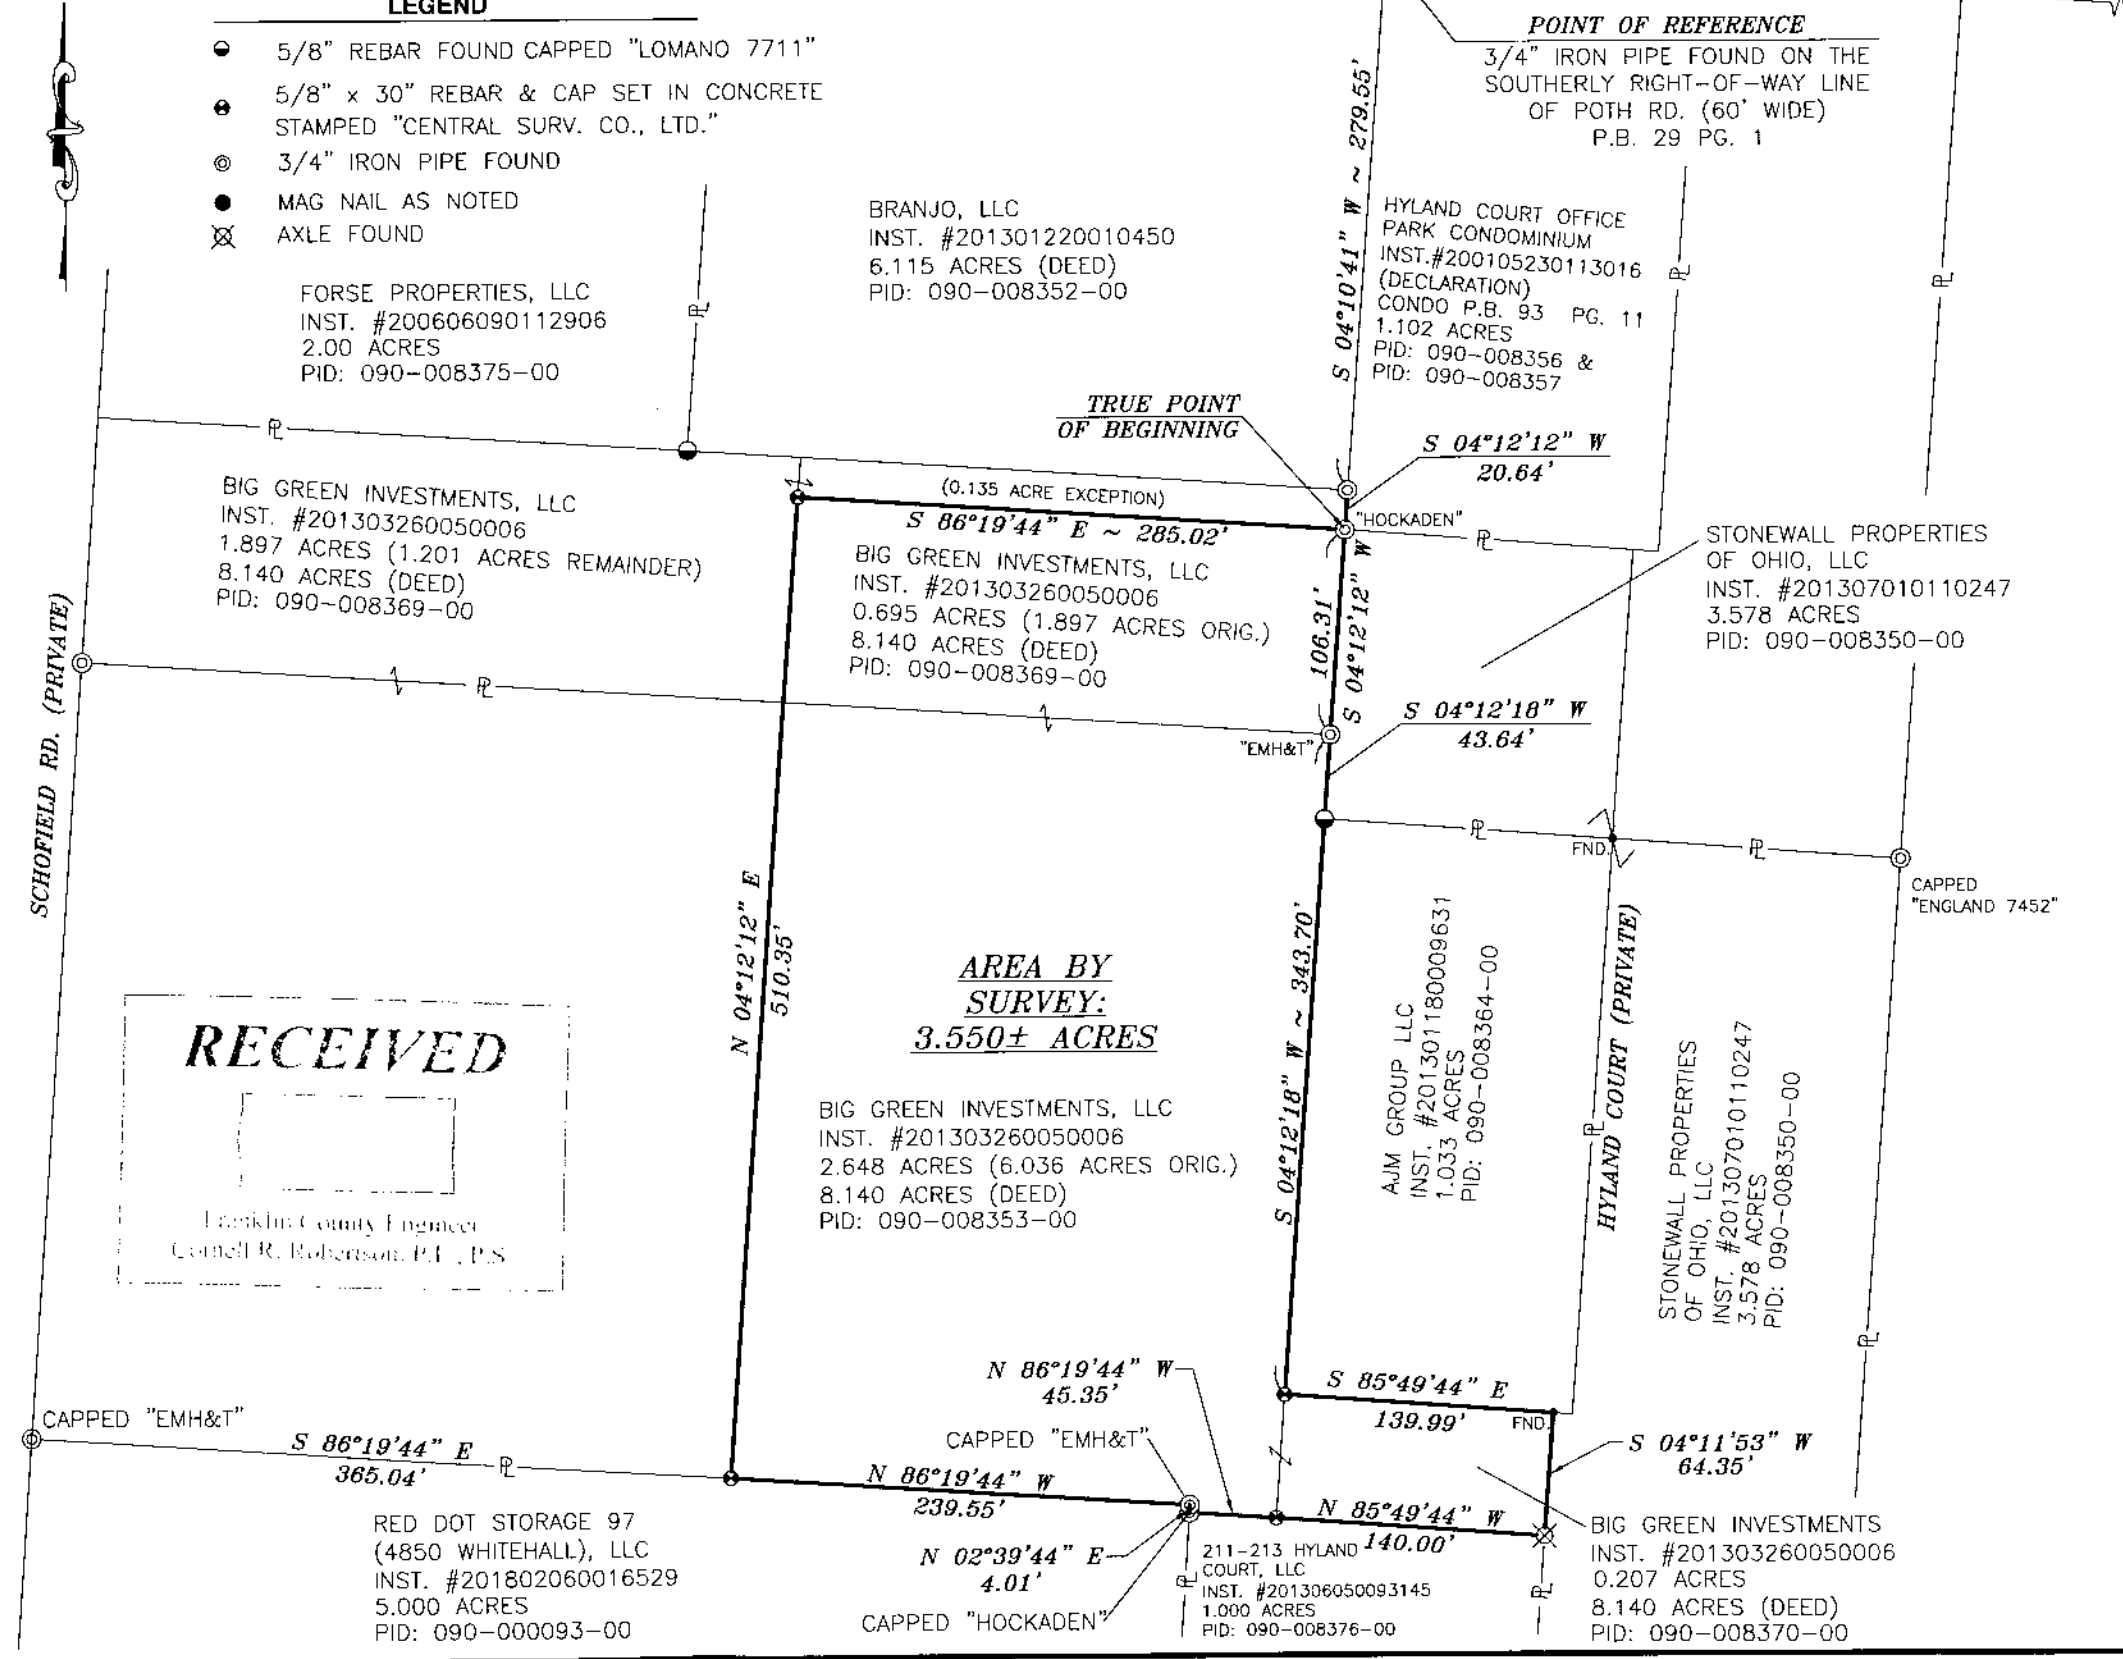 LEGEND
5/8" REBAR FOUND CAPPED "LOMANO 7711"
5/8" x 30" REBAR & CAP SET IN CONCRETE
STAMPED "CENTRAL SURV. CO., LTD."
3/4" IRON PIPE FOUND
MAG NAIL AS NOTED
AXLE FOUND
POINT OF REFERENCE
3/4" IRON PIPE FOUND ON THE
SOUTHERLY RIGHT-OF-WAY LINE
OF POTH RD. (60' WIDE)
P.B. 29 PG. 1
S 04°10'41" W ~ 279.55'
FORSE PROPERTIES, LLC
INST. #200606090112906
2.00 ACRES
PID: 090-008375-00
BRANJO, LLC
INST. #201301220010450
6.115 ACRES (DEED)
PID: 090-008352-00
HYLAND COURT OFFICE
PARK CONDOMINIUM
INST.#200105230113016
(DECLARATION)
CONDO P.B. 93 PG. 11
1.102 ACRES
PID: 090-008356 &
PID: 090-008357
TRUE POINT
OF BEGINNING
S 04°12'12" W
20.64'
(0.135 ACRE EXCEPTION)
S 86°19'44" E ~ 285.02'
"HOCKADEN"
BIG GREEN INVESTMENTS, LLC
INST. #201303260050006
1.897 ACRES (1.201 ACRES REMAINDER)
8.140 ACRES (DEED)
PID: 090-008369-00
BIG GREEN INVESTMENTS, LLC
INST. #201303260050006
0.695 ACRES (1.897 ACRES ORIG.)
8.140 ACRES (DEED)
PID: 090-008369-00
106.31'
S 04°12'12" W
STONEWALL PROPERTIES
OF OHIO, LLC
INST. #201307010110247
3.578 ACRES
PID: 090-008350-00
SCHOFIELD RD. (PRIVATE)
"EMH&T"
S 04°12'18" W
43.64'
FND.
CAPPED
"ENGLAND 7452"
N 04°12'12" E
510.35'
AREA BY
SURVEY:
3.550± ACRES
S 04°12'18" W ~ 343.70'
AJM GROUP LLC
INST. #201301180009631
1.033 ACRES
PID: 090-008364-00
HYLAND COURT (PRIVATE)
STONEWALL PROPERTIES
OF OHIO, LLC
INST. #201307010110247
3.578 ACRES
PID: 090-008350-00
RECEIVED
Franklin County Engineer
Cornell R. Robertson, P.E., P.S.
BIG GREEN INVESTMENTS, LLC
INST. #201303260050006
2.648 ACRES (6.036 ACRES ORIG.)
8.140 ACRES (DEED)
PID: 090-008353-00
N 86°19'44" W
45.35'
S 85°49'44" E
139.99'
FND.
CAPPED "EMH&T"
CAPPED "EMH&T"
S 86°19'44" E
365.04'
N 86°19'44" W
239.55'
S 04°11'53" W
64.35'
N 85°49'44" W
140.00'
N 02°39'44" E
4.01'
CAPPED "HOCKADEN"
RED DOT STORAGE 97
(4850 WHITEHALL), LLC
INST. #201802060016529
5.000 ACRES
PID: 090-000093-00
211-213 HYLAND
COURT, LLC
INST. #201306050093145
1.000 ACRES
PID: 090-008376-00
BIG GREEN INVESTMENTS
INST. #201303260050006
0.207 ACRES
8.140 ACRES (DEED)
PID: 090-008370-00